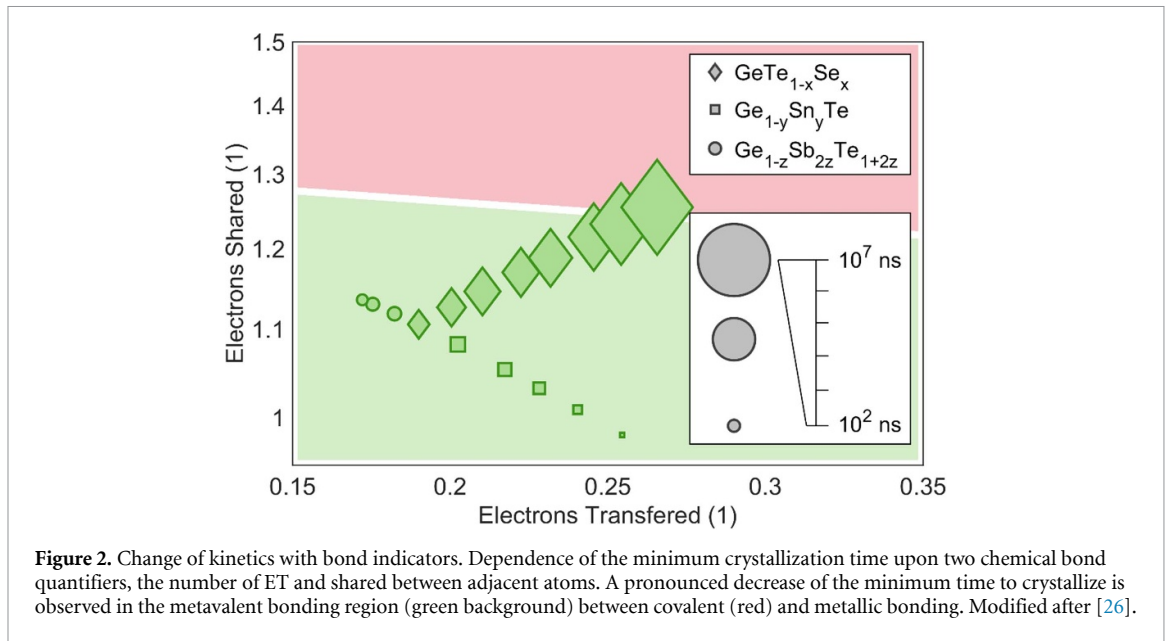 1.5
1.4
1.3
1.2
1.1
1
Electrons Shared (1)
0.15 0.2 0.25 0.3 0.35
Electrons Transfered (1)
GeTe1-xSex
Ge1-ySnyTe
Ge1-zSb2zTe1+2z
10⁷ ns
10² ns
Figure 2. Change of kinetics with bond indicators. Dependence of the minimum crystallization time upon two chemical bond
quantifiers, the number of ET and shared between adjacent atoms. A pronounced decrease of the minimum time to crystallize is
observed in the metavalent bonding region (green background) between covalent (red) and metallic bonding. Modified after [26].